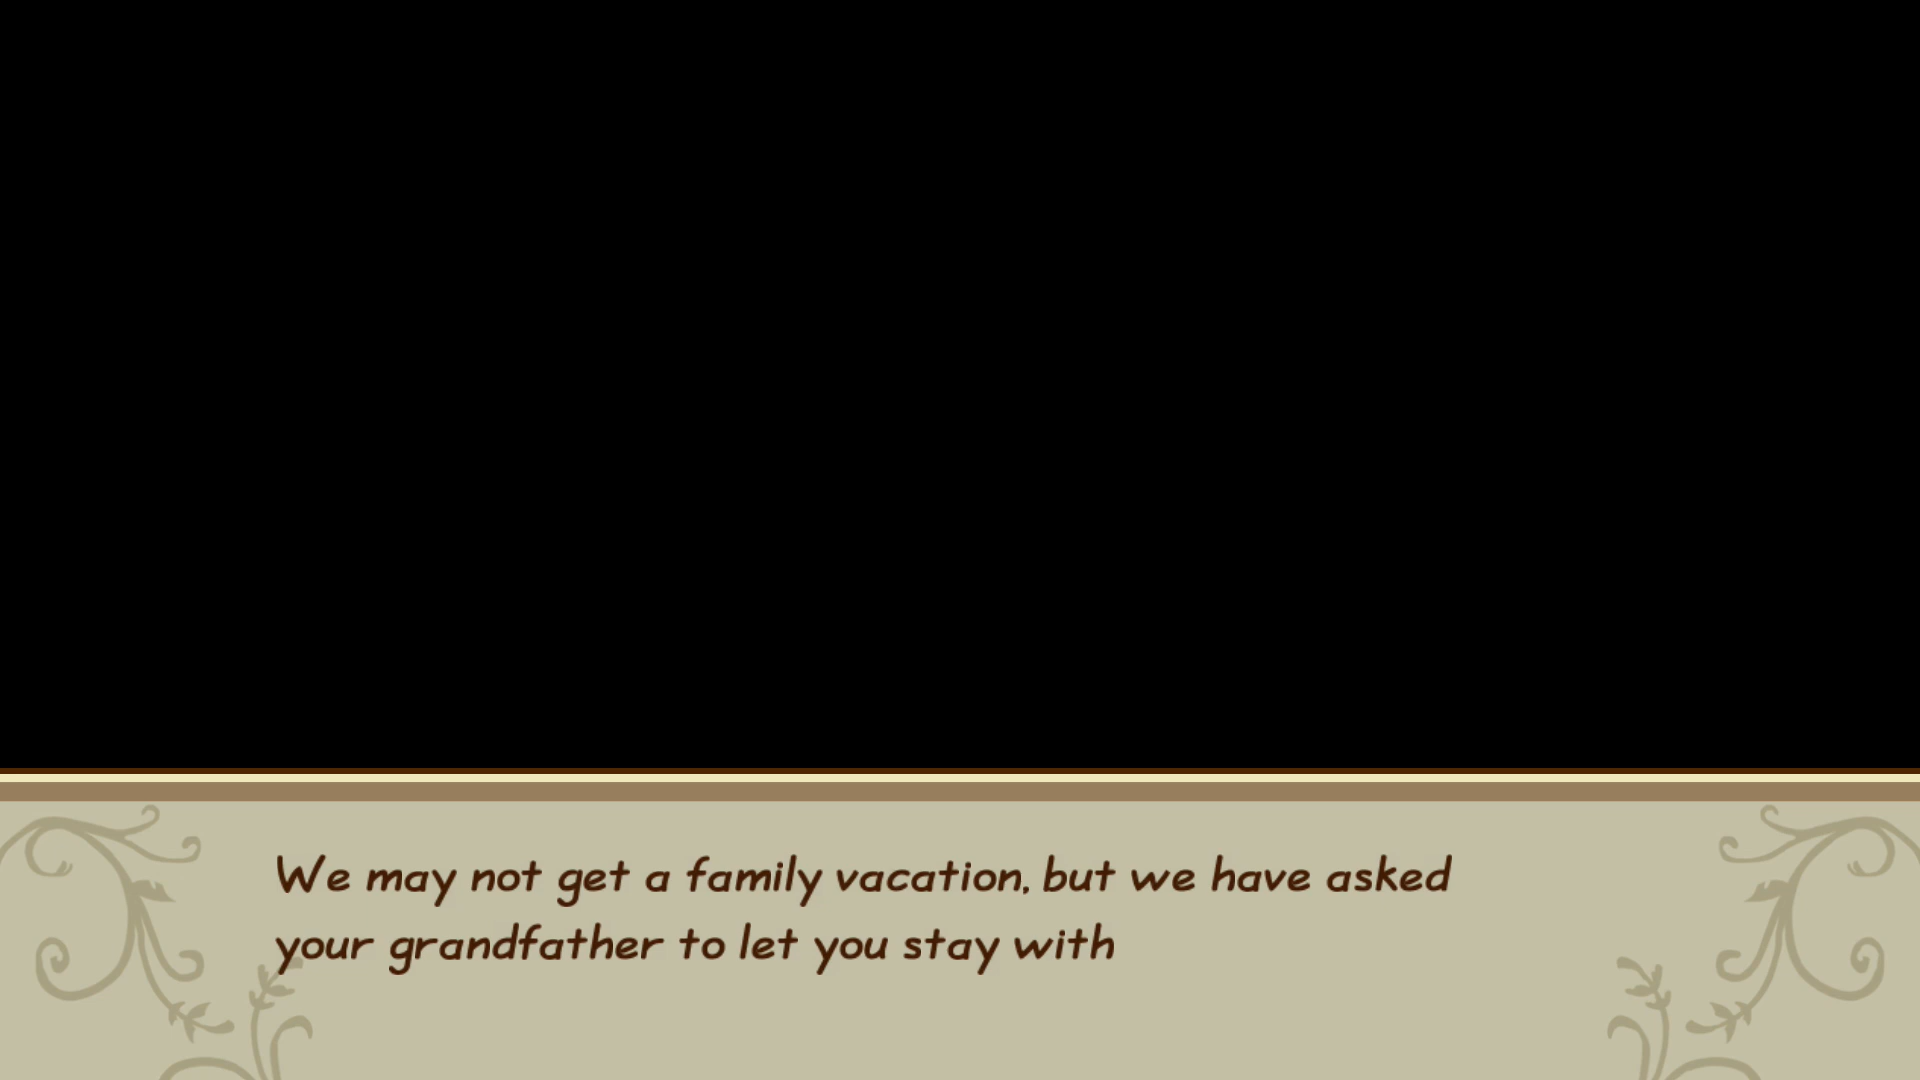 We may not get a family vacation, but we have asked
your grandfather to let you stay with